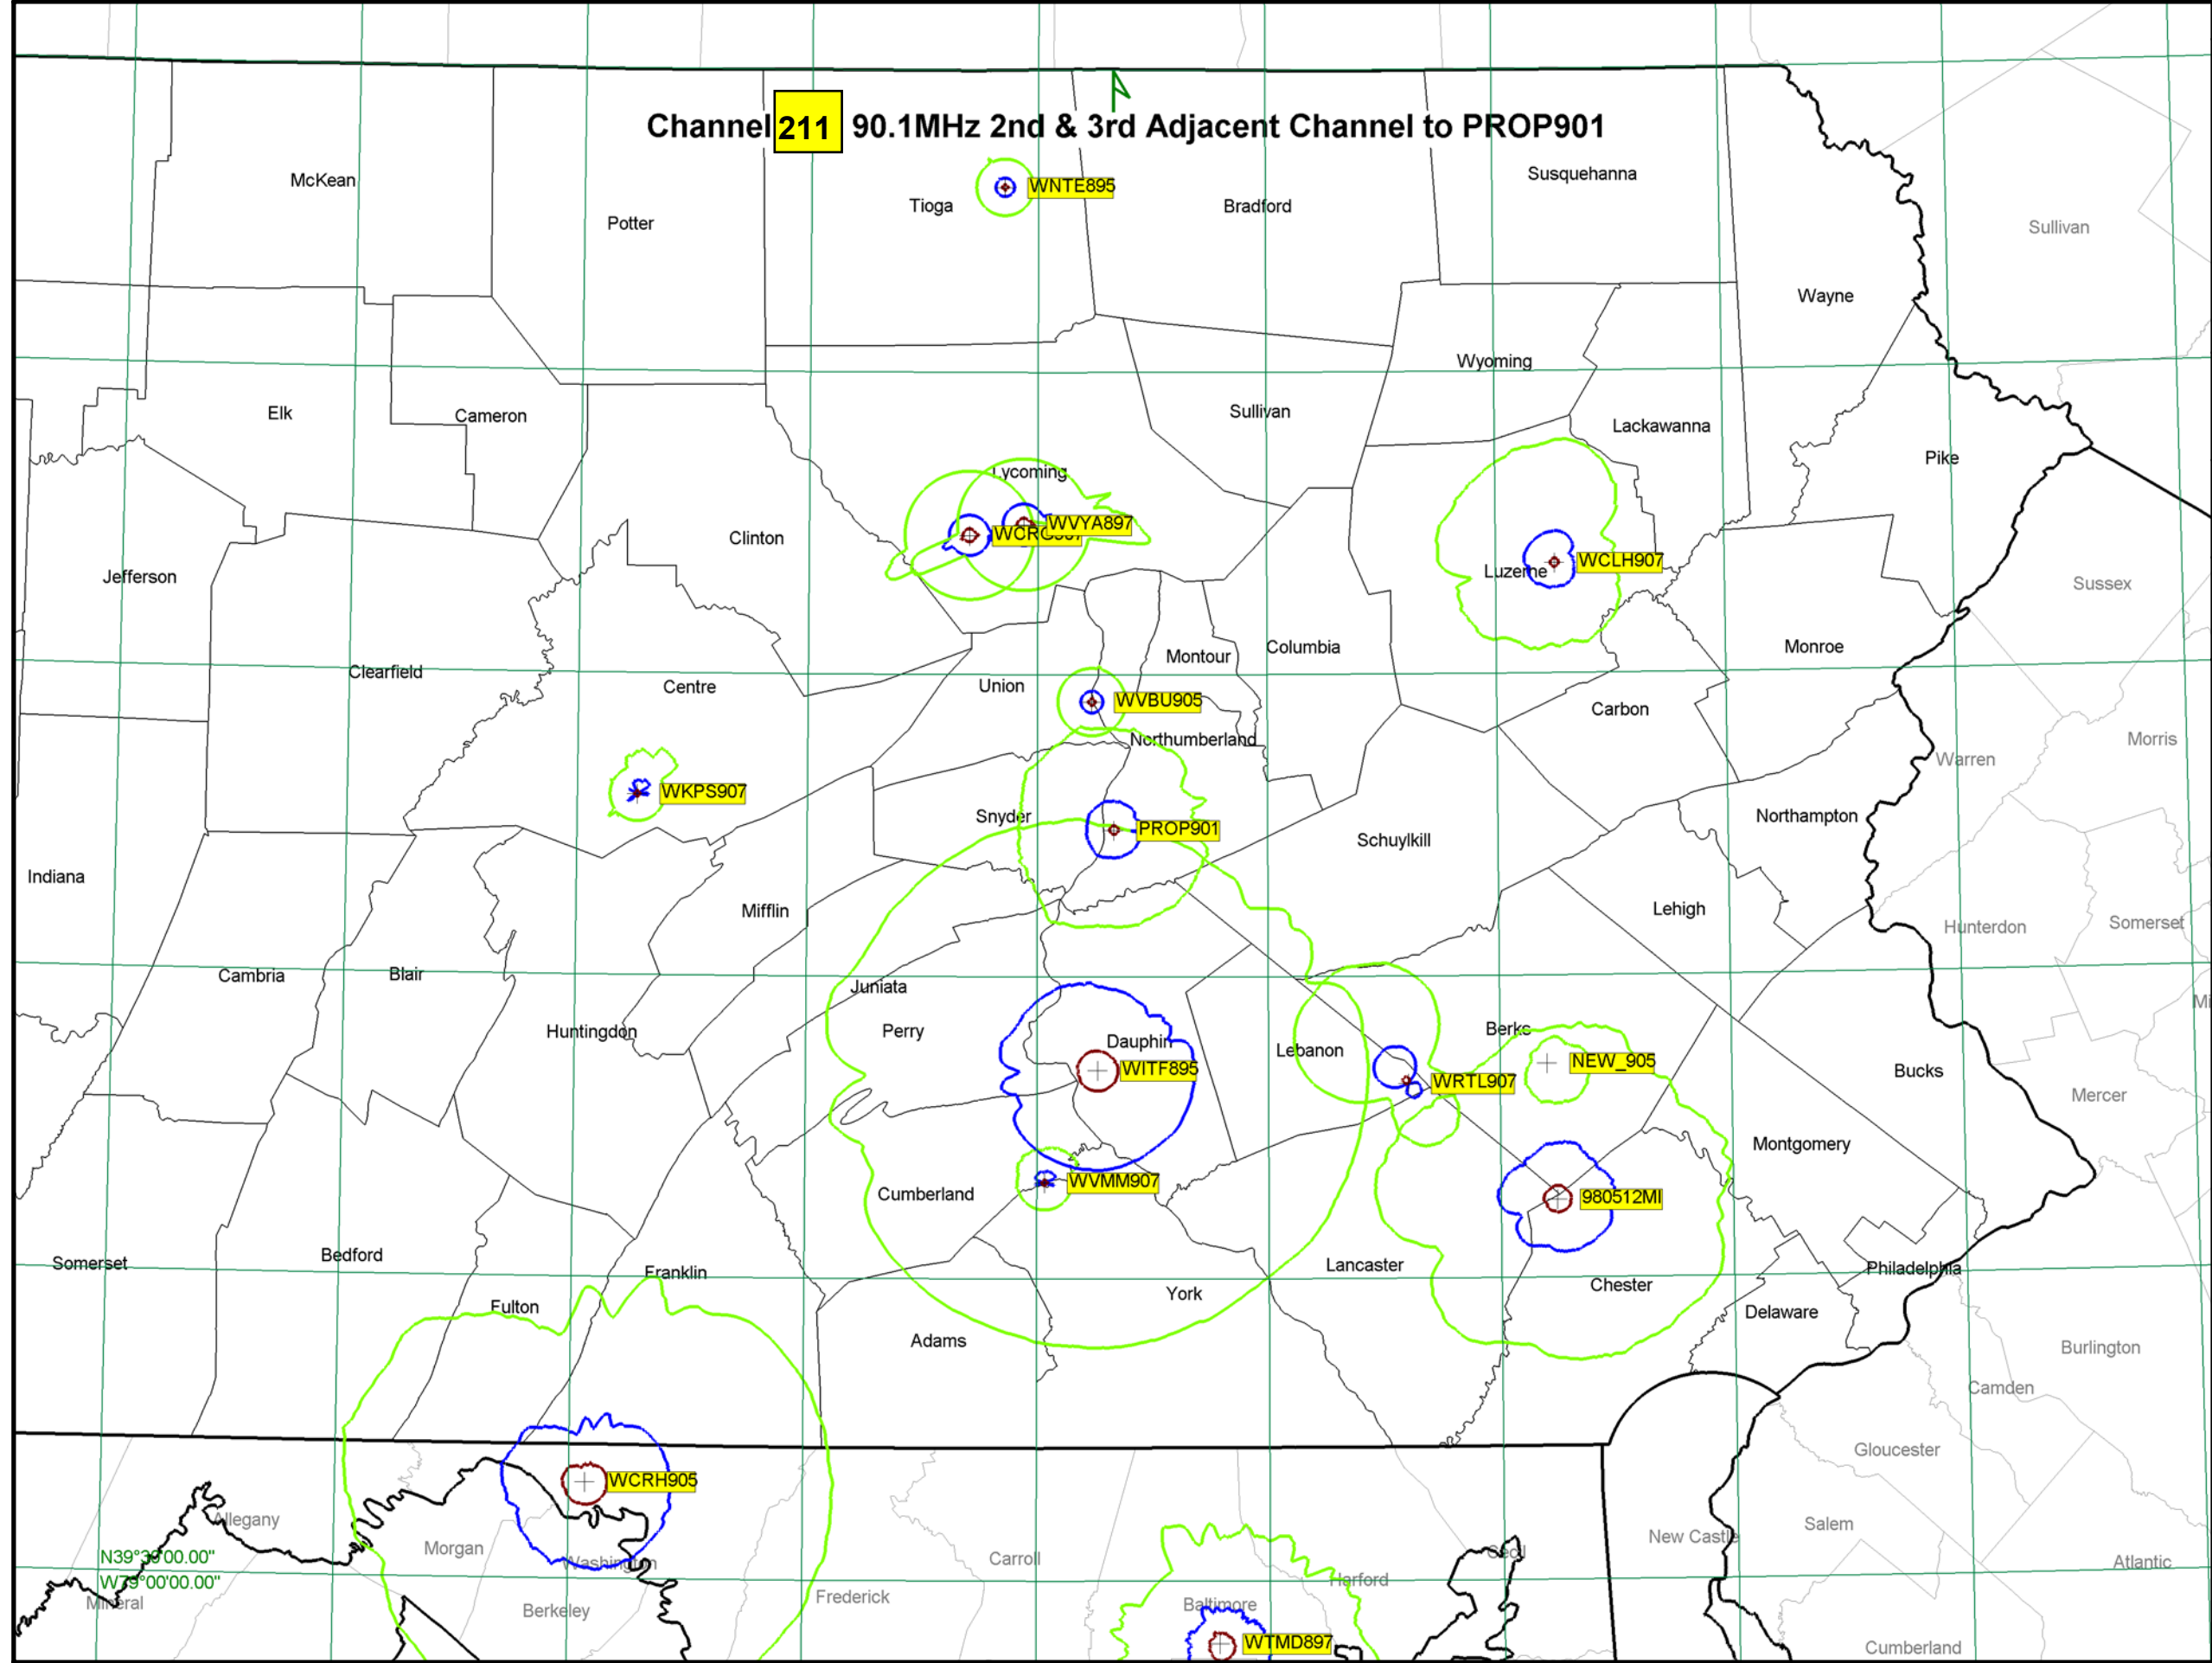 Channel 211 90.1MHz 2nd & 3rd Adjacent Channel to PROP901
McKean
Potter
Tioga
WNTE895
Bradford
Susquehanna
Sullivan
Wayne
Wyoming
Elk
Cameron
Sullivan
Lackawanna
Pike
Lycoming
WVYA897
Clinton
WCLH907
Luzerne
Jefferson
Sussex
Columbia
Monroe
Montour
Clearfield
Centre
Union
WVBU905
Carbon
Northumberland
Morris
Warren
WKPS907
Snyder
PROP901
Northampton
Schuylkill
Indiana
Mifflin
Lehigh
Hunterdon
Somerset
Cambria
Blair
Juniata
Mi
Huntingdon
Perry
Dauphin
Lebanon
Berks
WITF895
NEW_905
Bucks
WRTL907
Mercer
Montgomery
WVMM907
Cumberland
980512MI
Somerset
Bedford
Franklin
Lancaster
Philadelphia
Chester
Fulton
York
Delaware
Adams
Burlington
Camden
Gloucester
WCRH905
Allegany
Salem
New Castle
Morgan
Washington
Carroll
Cecil
Atlantic
N39°30'00.00"
W79°00'00.00"
Harford
Mineral
Berkeley
Frederick
Baltimore
WTMD897
Cumberland